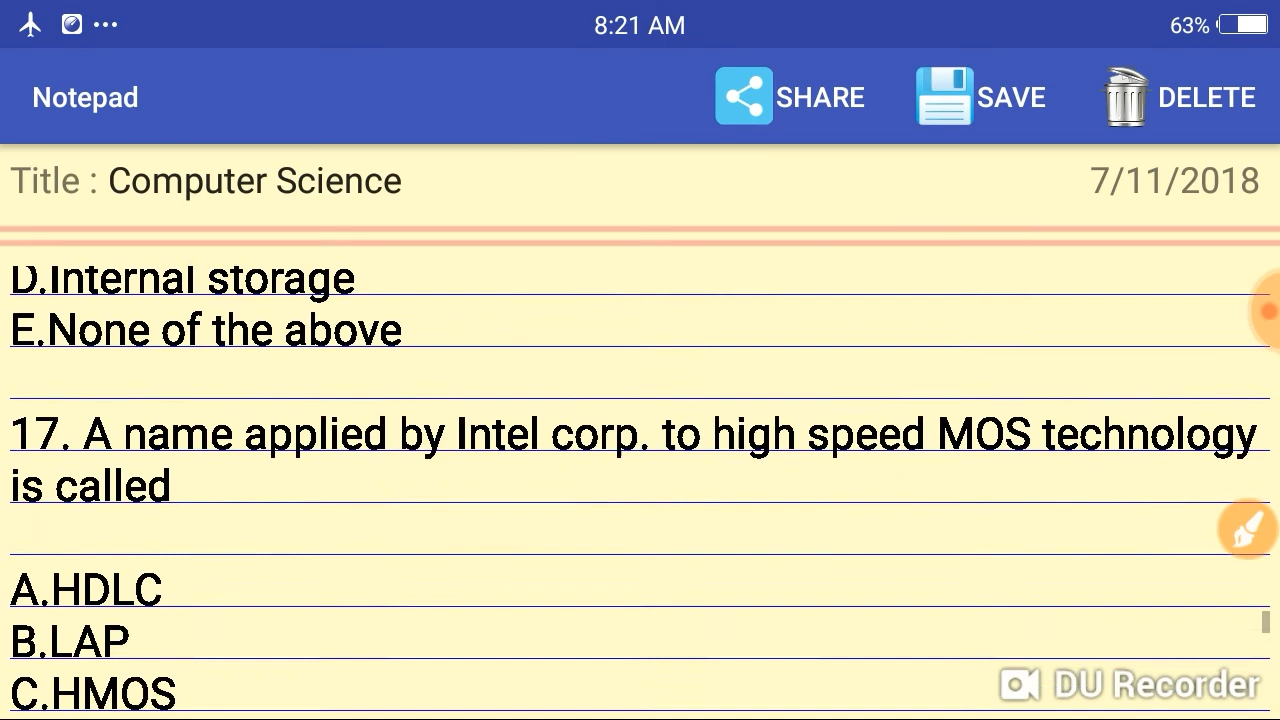 8:21 AM
63%
Notepad
SHARE
SAVE
DELETE
Title : Computer Science
7/11/2018
D.Internal storage
E.None of the above
17. A name applied by Intel corp. to high speed MOS technology
is called
A.HDLC
B.LAP
C.HMOS
DU Recorder